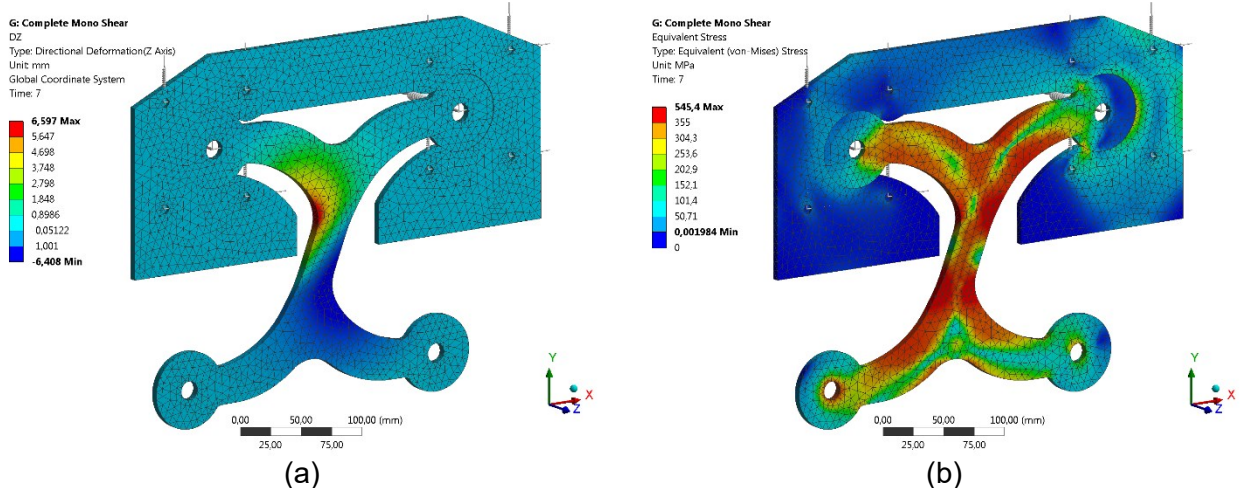 G: Complete Mono Shear
DZ
Type: Directional Deformation(Z Axis)
Unit: mm
Global Coordinate System
Time: 7
6,597 Max
5,647
4,698
3,748
2,798
1,848
0,8986
0,05122
1,001
-6,408 Min
0,00
50,00
100,00 (mm)
25,00
75,00
Y
X
Z
(a)
G: Complete Mono Shear
Equivalent Stress
Type: Equivalent (von-Mises) Stress
Unit: MPa
Time: 7
545,4 Max
355
304,3
253,6
202,9
152,1
101,4
50,71
0,001984 Min
0
0,00
50,00
100,00 (mm)
25,00
75,00
Y
X
Z
(b)